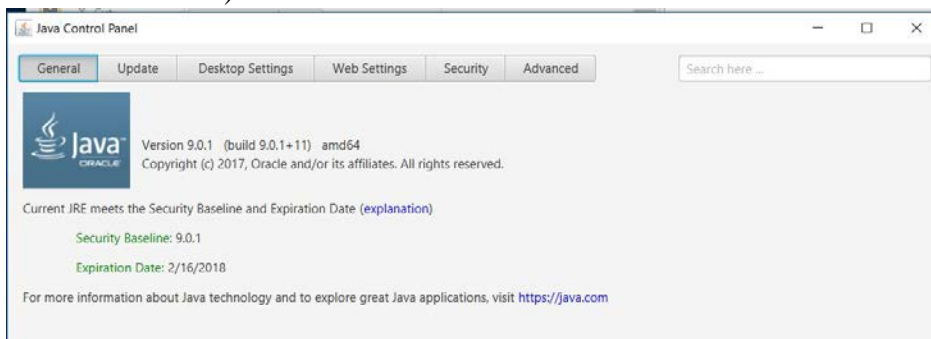 Java Control Panel
General Update Desktop Settings Web Settings Security Advanced Search here ...
Java
ORACLE
Version 9.0.1 (build 9.0.1+11) amd64
Copyright (c) 2017, Oracle and/or its affiliates. All rights reserved.
Current JRE meets the Security Baseline and Expiration Date (explanation)
Security Baseline: 9.0.1
Expiration Date: 2/16/2018
For more information about Java technology and to explore great Java applications, visit https://java.com